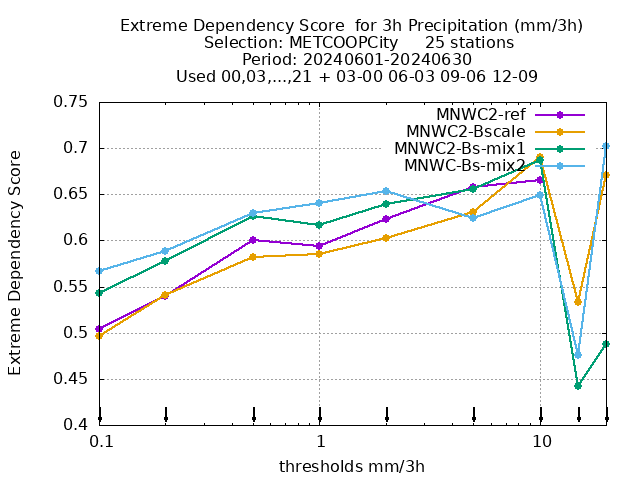 Extreme Dependency Score  for 3h Precipitation (mm/3h)
Selection: METCOOPCity     25 stations
Period: 20240601-20240630
Used 00,03,...,21 + 03-00 06-03 09-06 12-09
MNWC2-ref
MNWC2-Bscale
MNWC2-Bs-mix1
MNWC-Bs-mix2
Extreme Dependency Score
0.75
0.7
0.65
0.6
0.55
0.5
0.45
0.4
0.1
1
10
thresholds mm/3h